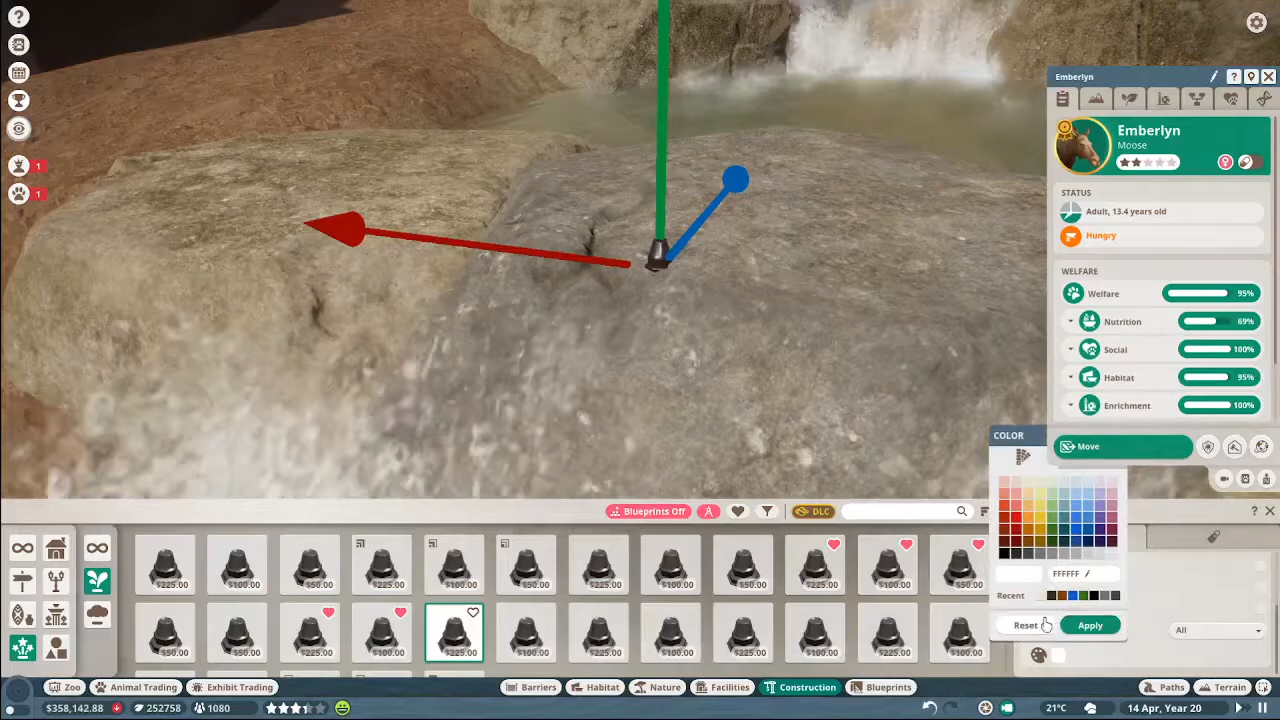 ?
1
1
Emberlyn
?
Emberlyn
Moose
STATUS
Adult, 13.4 years old
Hungry
WELFARE
Welfare 95%
Nutrition 69%
Social 100%
Habitat 95%
Enrichment 100%
Move
COLOR
FFFFFF
Recent
Reset Apply
Blueprints Off DLC
?
All
$225.00 $100.00 $50.00 $225.00 $100.00 $50.00 $225.00 $100.00 $50.00 $225.00 $100.00 $50.00
$50.00 $225.00 $225.00 $100.00 $225.00 $100.00 $225.00 $100.00 $225.00 $100.00 $225.00 $100.00
Zoo Animal Trading Exhibit Trading Barriers Habitat Nature Facilities Construction Blueprints Paths Terrain
$358,142.88 252758 1080 21°C 14 Apr, Year 20